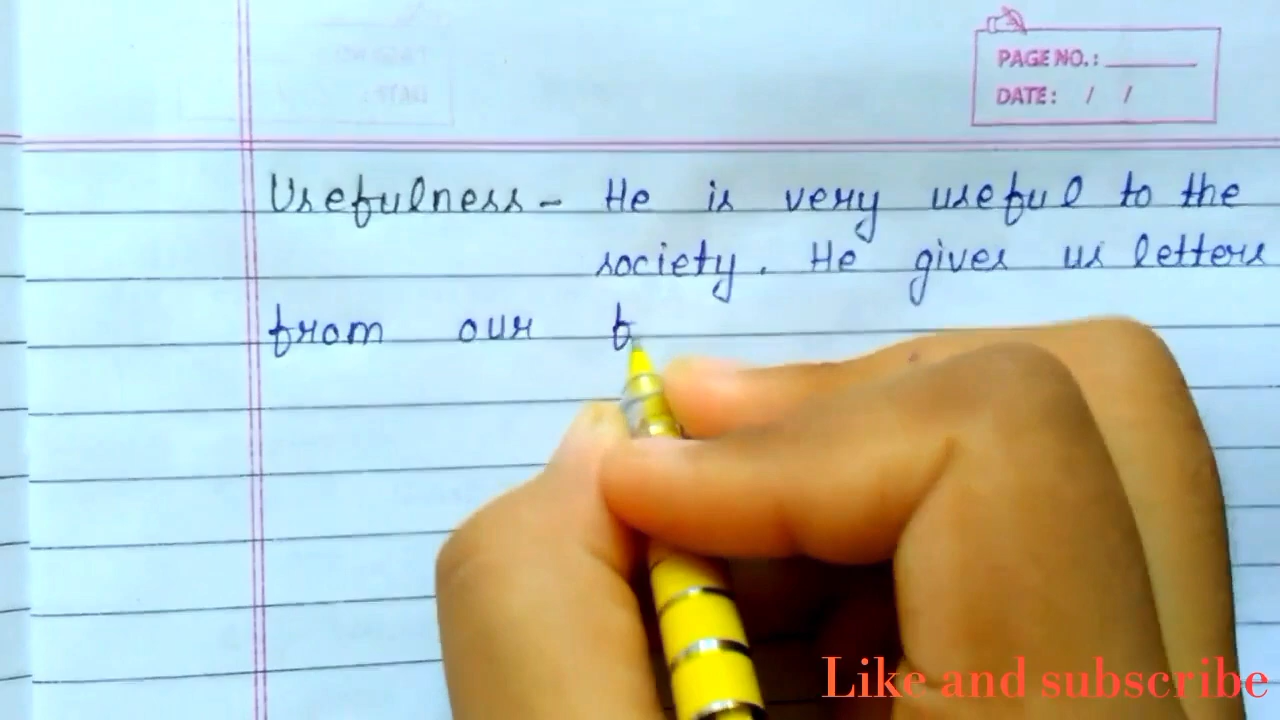 PAGE NO.:
DATE: / /
Usefulness - He is very useful to the
society. He gives us letters
from our f
Like and subscribe